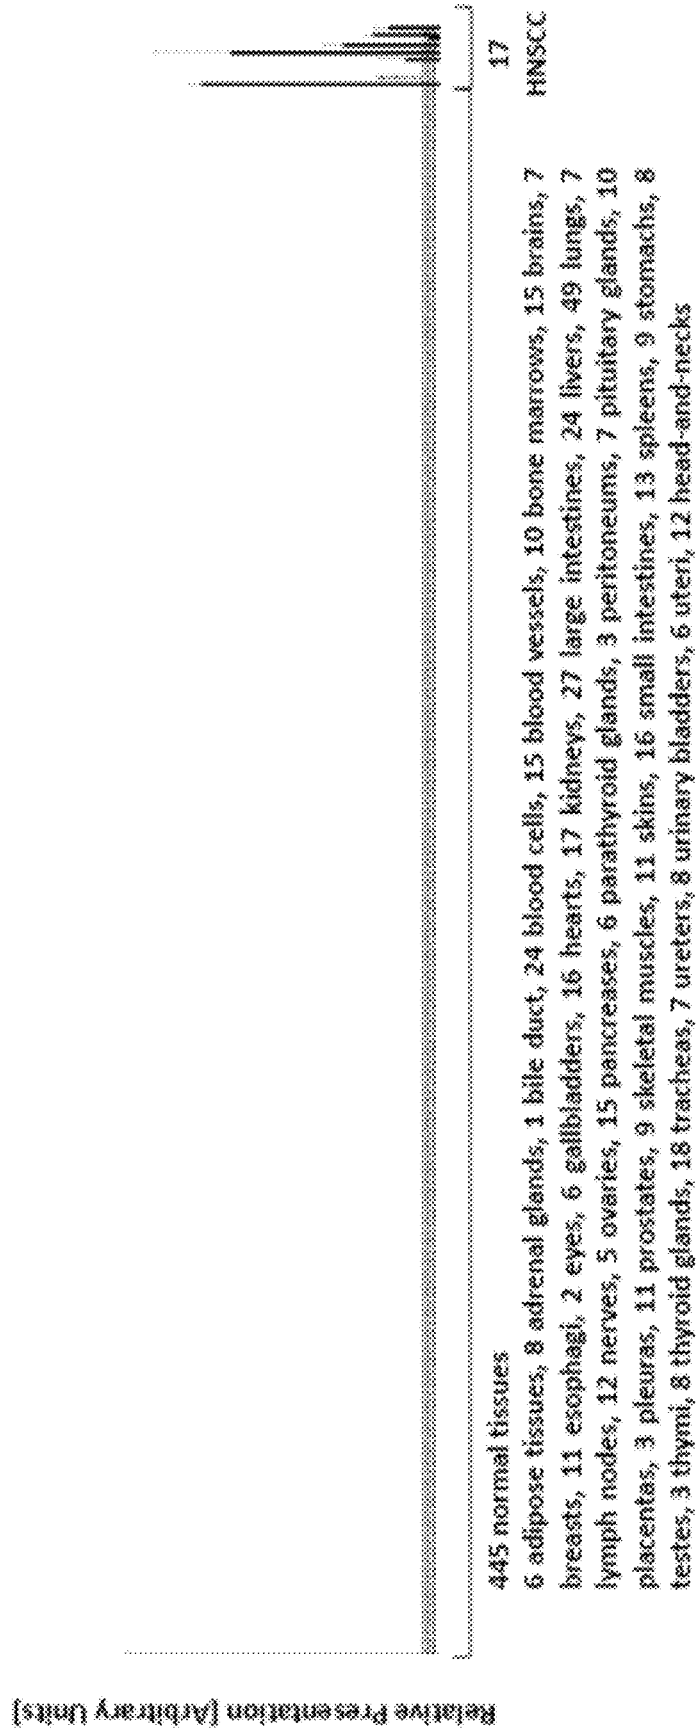 Relative Presentation [Arbitrary Units]
445 normal tissues
17
HNSCC
6 adipose tissues, 8 adrenal glands, 1 bile duct, 24 blood cells, 15 blood vessels, 10 bone marrows, 15 brains, 7
breasts, 11 esophagi, 2 eyes, 6 gallbladders, 16 hearts, 17 kidneys, 27 large intestines, 24 livers, 49 lungs, 7
lymph nodes, 12 nerves, 5 ovaries, 15 pancreases, 6 parathyroid glands, 3 peritoneums, 7 pituitary glands, 10
placentas, 3 pleuras, 11 prostates, 9 skeletal muscles, 11 skins, 16 small intestines, 13 spleens, 9 stomachs, 8
testes, 3 thymi, 8 thyroid glands, 18 tracheas, 7 ureters, 8 urinary bladders, 6 uteri, 12 head-and-necks